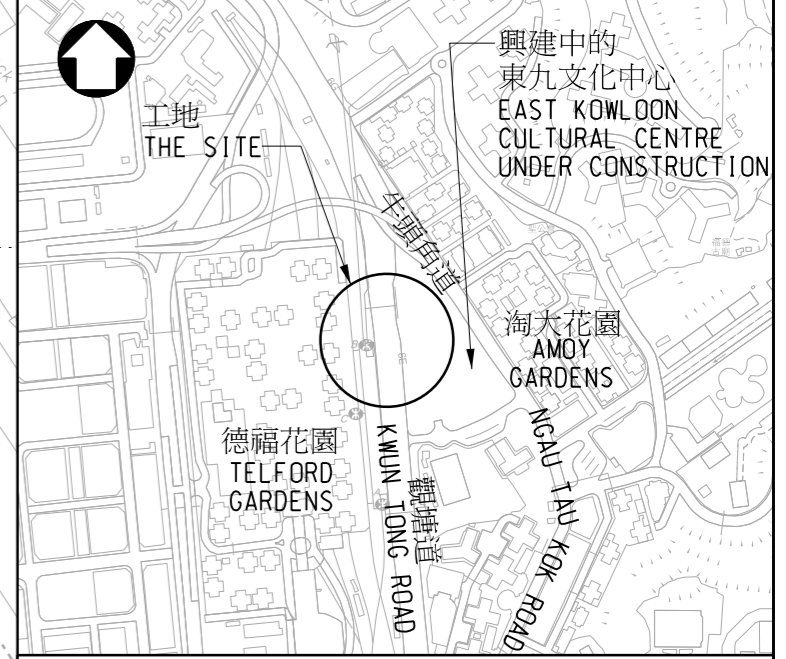 興建中的
東九文化中心
EAST KOWLOON
CULTURAL CENTRE
UNDER CONSTRUCTION
工地
THE SITE
牛頭角道
淘大花園
AMOY
GARDENS
德福花園
TELFORD
GARDENS
KWUN TONG ROAD
觀塘道
NGAU TAU KOK ROAD